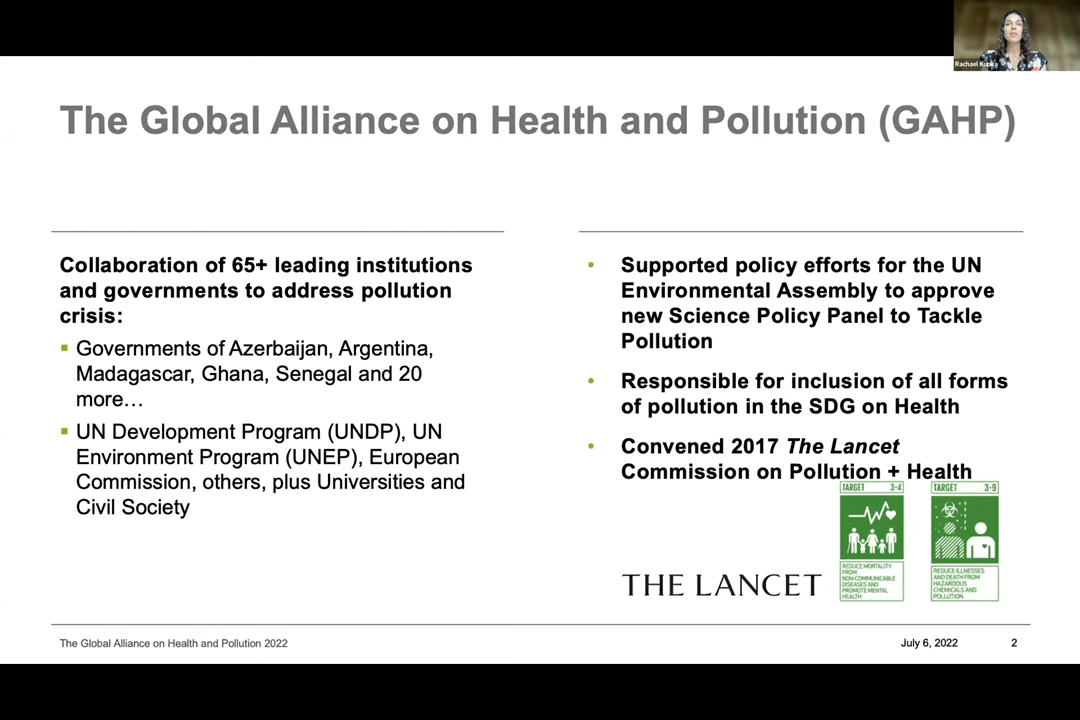 Rachael Kupka
The Global Alliance on Health and Pollution (GAHP)
Collaboration of 65+ leading institutions
and governments to address pollution
crisis:
Governments of Azerbaijan, Argentina,
Madagascar, Ghana, Senegal and 20
more…
UN Development Program (UNDP), UN
Environment Program (UNEP), European
Commission, others, plus Universities and
Civil Society
Supported policy efforts for the UN
Environmental Assembly to approve
new Science Policy Panel to Tackle
Pollution
Responsible for inclusion of all forms
of pollution in the SDG on Health
Convened 2017 The Lancet
Commission on Pollution + Health
THE LANCET
TARGET 3-4
REDUCE MORTALITY
FROM
NON-COMMUNICABLE
DISEASES AND
PROMOTE MENTAL
HEALTH
TARGET 3-9
REDUCE ILLNESSES
AND DEATH FROM
HAZARDOUS
CHEMICALS AND
POLLUTION
The Global Alliance on Health and Pollution 2022
July 6, 2022
2